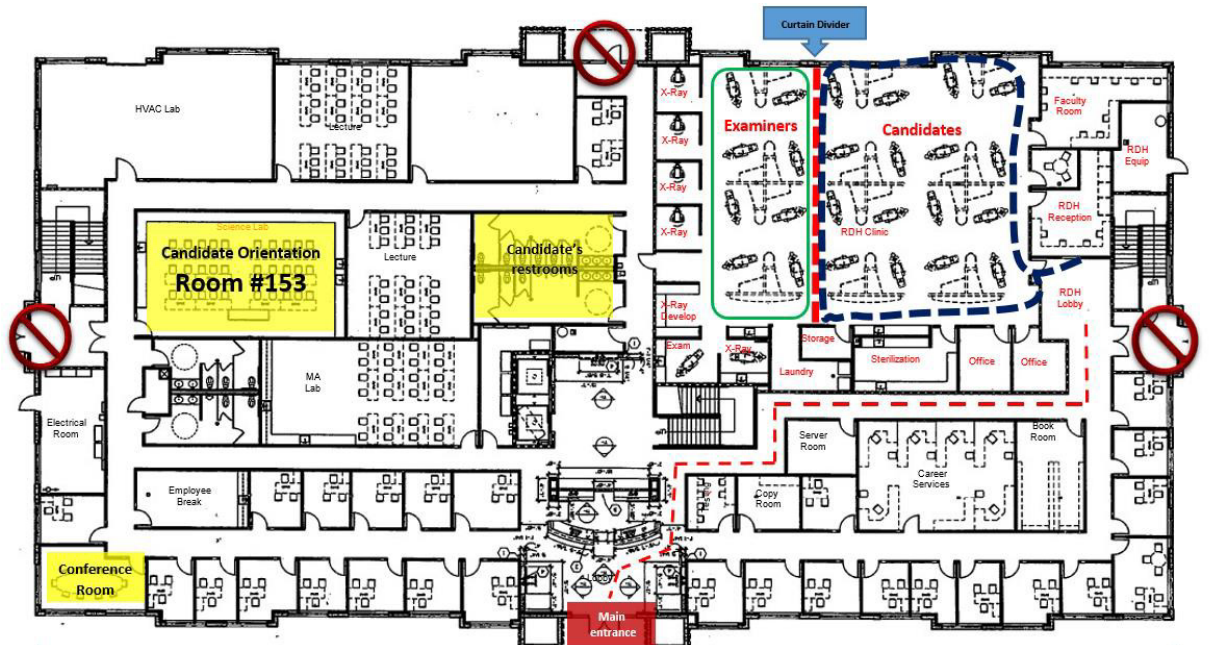 Curtain Divider
HVAC Lab
Lecture
X-Ray
Examiners
Candidates
Faculty
Room
X-Ray
RDH
Equip
X-Ray
RDH
Reception
X-Ray
RDH Clinic
Science Lab
Candidate Orientation
Room #153
Lecture
Candidate's
restrooms
X-Ray
Develop
RDH
Lobby
Exam
X-Ray
Storage
Laundry
Sterilization
Office
Office
MA
Lab
Electrical
Room
Server
Room
Book
Room
Career
Services
Employee
Break
Testing
Copy
Room
Conference
Room
Lobby
Main
entrance